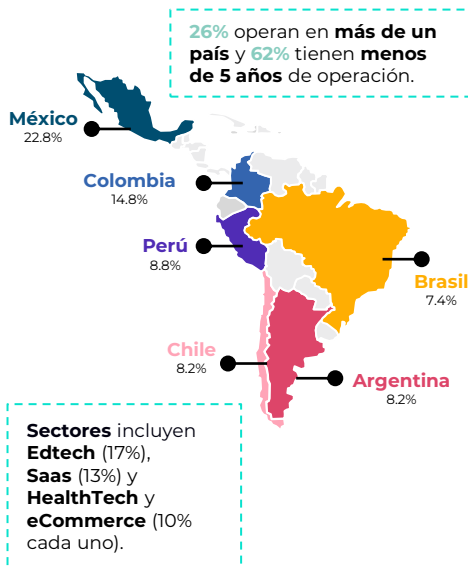 26% operan en más de un
país y 62% tienen menos
de 5 años de operación.
México
22.8%
Colombia
14.8%
Perú
8.8%
Brasil
7.4%
Chile
8.2%
Argentina
8.2%
Sectores incluyen
Edtech (17%),
Saas (13%) y
HealthTech y
eCommerce (10%
cada uno).